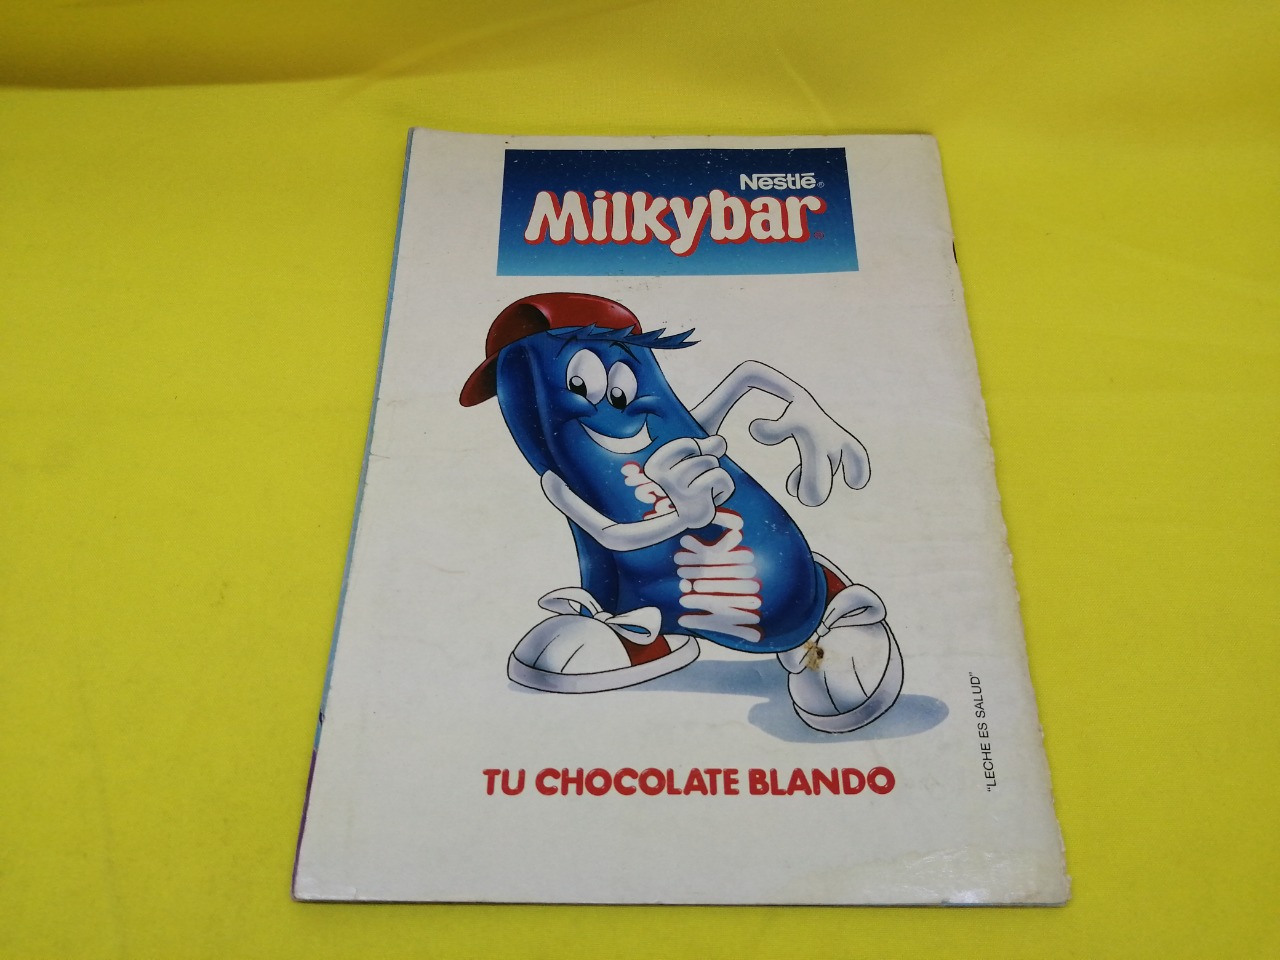 Nestlé®
Milkybar®
Milkybar
TU CHOCOLATE BLANDO
"LECHE ES SALUD"